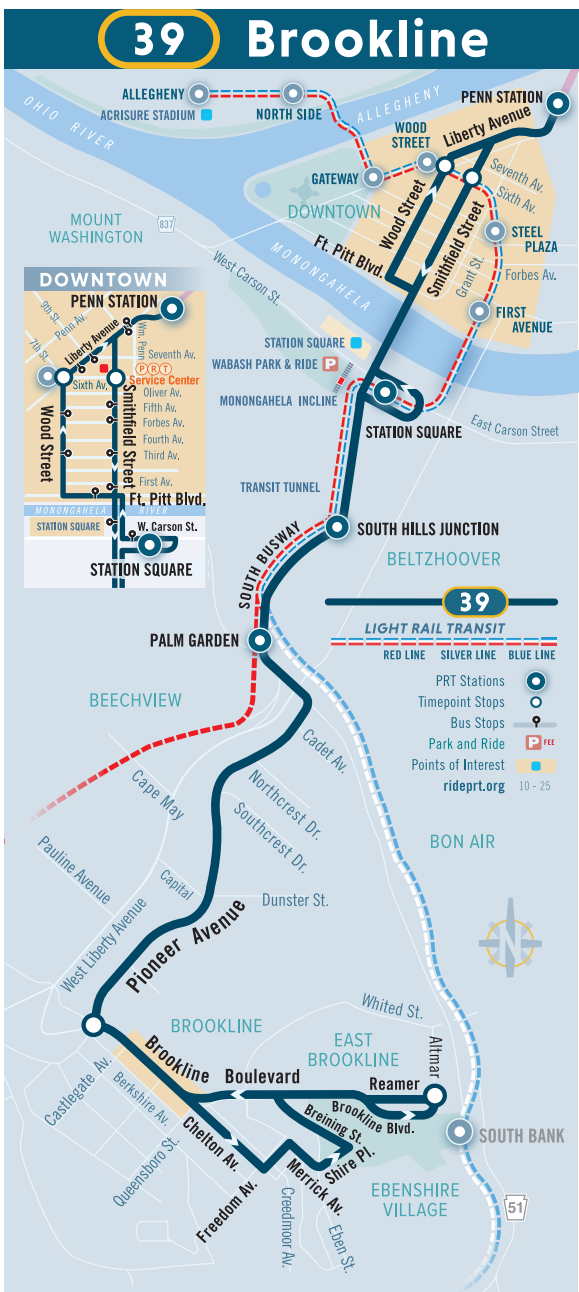 39 Brookline
ALLEGHENY
ACRISURE STADIUM
NORTH SIDE
ALLEGHENY
PENN STATION
OHIO RIVER
WOOD
STREET
Liberty Avenue
GATEWAY
Seventh Av.
Sixth Av.
DOWNTOWN
Wood Street
Smithfield Street
STEEL
PLAZA
MOUNT
WASHINGTON
837
Ft. Pitt Blvd.
Grant St.
Forbes Av.
West Carson St.
MONONGAHELA
FIRST
AVENUE
STATION SQUARE
WABASH PARK & RIDE P
MONONGAHELA INCLINE
STATION SQUARE
East Carson Street
DOWNTOWN
PENN STATION
9th St.
Penn Av.
Wm. Penn
7th St.
Liberty Avenue
Seventh Av.
PRT
Service Center
Sixth Av.
Oliver Av.
Fifth Av.
Forbes Av.
Fourth Av.
Third Av.
Wood Street
Smithfield Street
First Av.
Ft. Pitt Blvd.
MONONGAHELA RIVER
STATION SQUARE
W. Carson St.
STATION SQUARE
TRANSIT TUNNEL
SOUTH HILLS JUNCTION
SOUTH BUSWAY
BELTZHOOVER
PALM GARDEN
39
LIGHT RAIL TRANSIT
RED LINE SILVER LINE BLUE LINE
PRT Stations
Timepoint Stops
Bus Stops
Park and Ride P FEE
Points of Interest
rideprt.org 10 - 25
BEECHVIEW
Cadet Av.
Cape May
Northcrest Dr.
Southcrest Dr.
BON AIR
Pauline Avenue
Capital
Dunster St.
West Liberty Avenue
Pioneer Avenue
N
Whited St.
BROOKLINE
EAST
BROOKLINE
Altmar
Brookline Boulevard
Reamer
Castlegate Av.
Berkshire Av.
Breining St.
Brookline Blvd.
Chelton Av.
Queensboro St.
Shire Pl.
SOUTH BANK
Merrick Av.
Freedom Av.
Creedmoor Av.
Eben St.
EBENSHIRE
VILLAGE
51